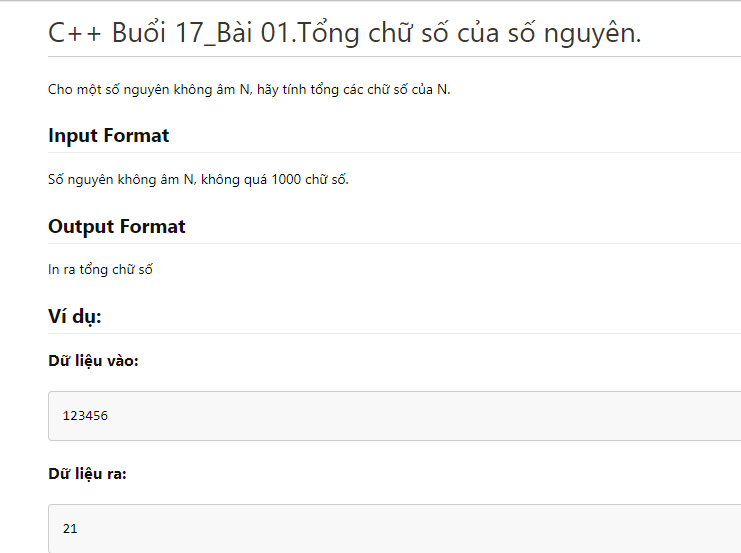 C++ Buổi 17_Bài 01.Tổng chữ số của số nguyên.
Cho một số nguyên không âm N, hãy tính tổng các chữ số của N.
Input Format
Số nguyên không âm N, không quá 1000 chữ số.
Output Format
In ra tổng chữ số
Ví dụ:
Dữ liệu vào:
123456
Dữ liệu ra:
21